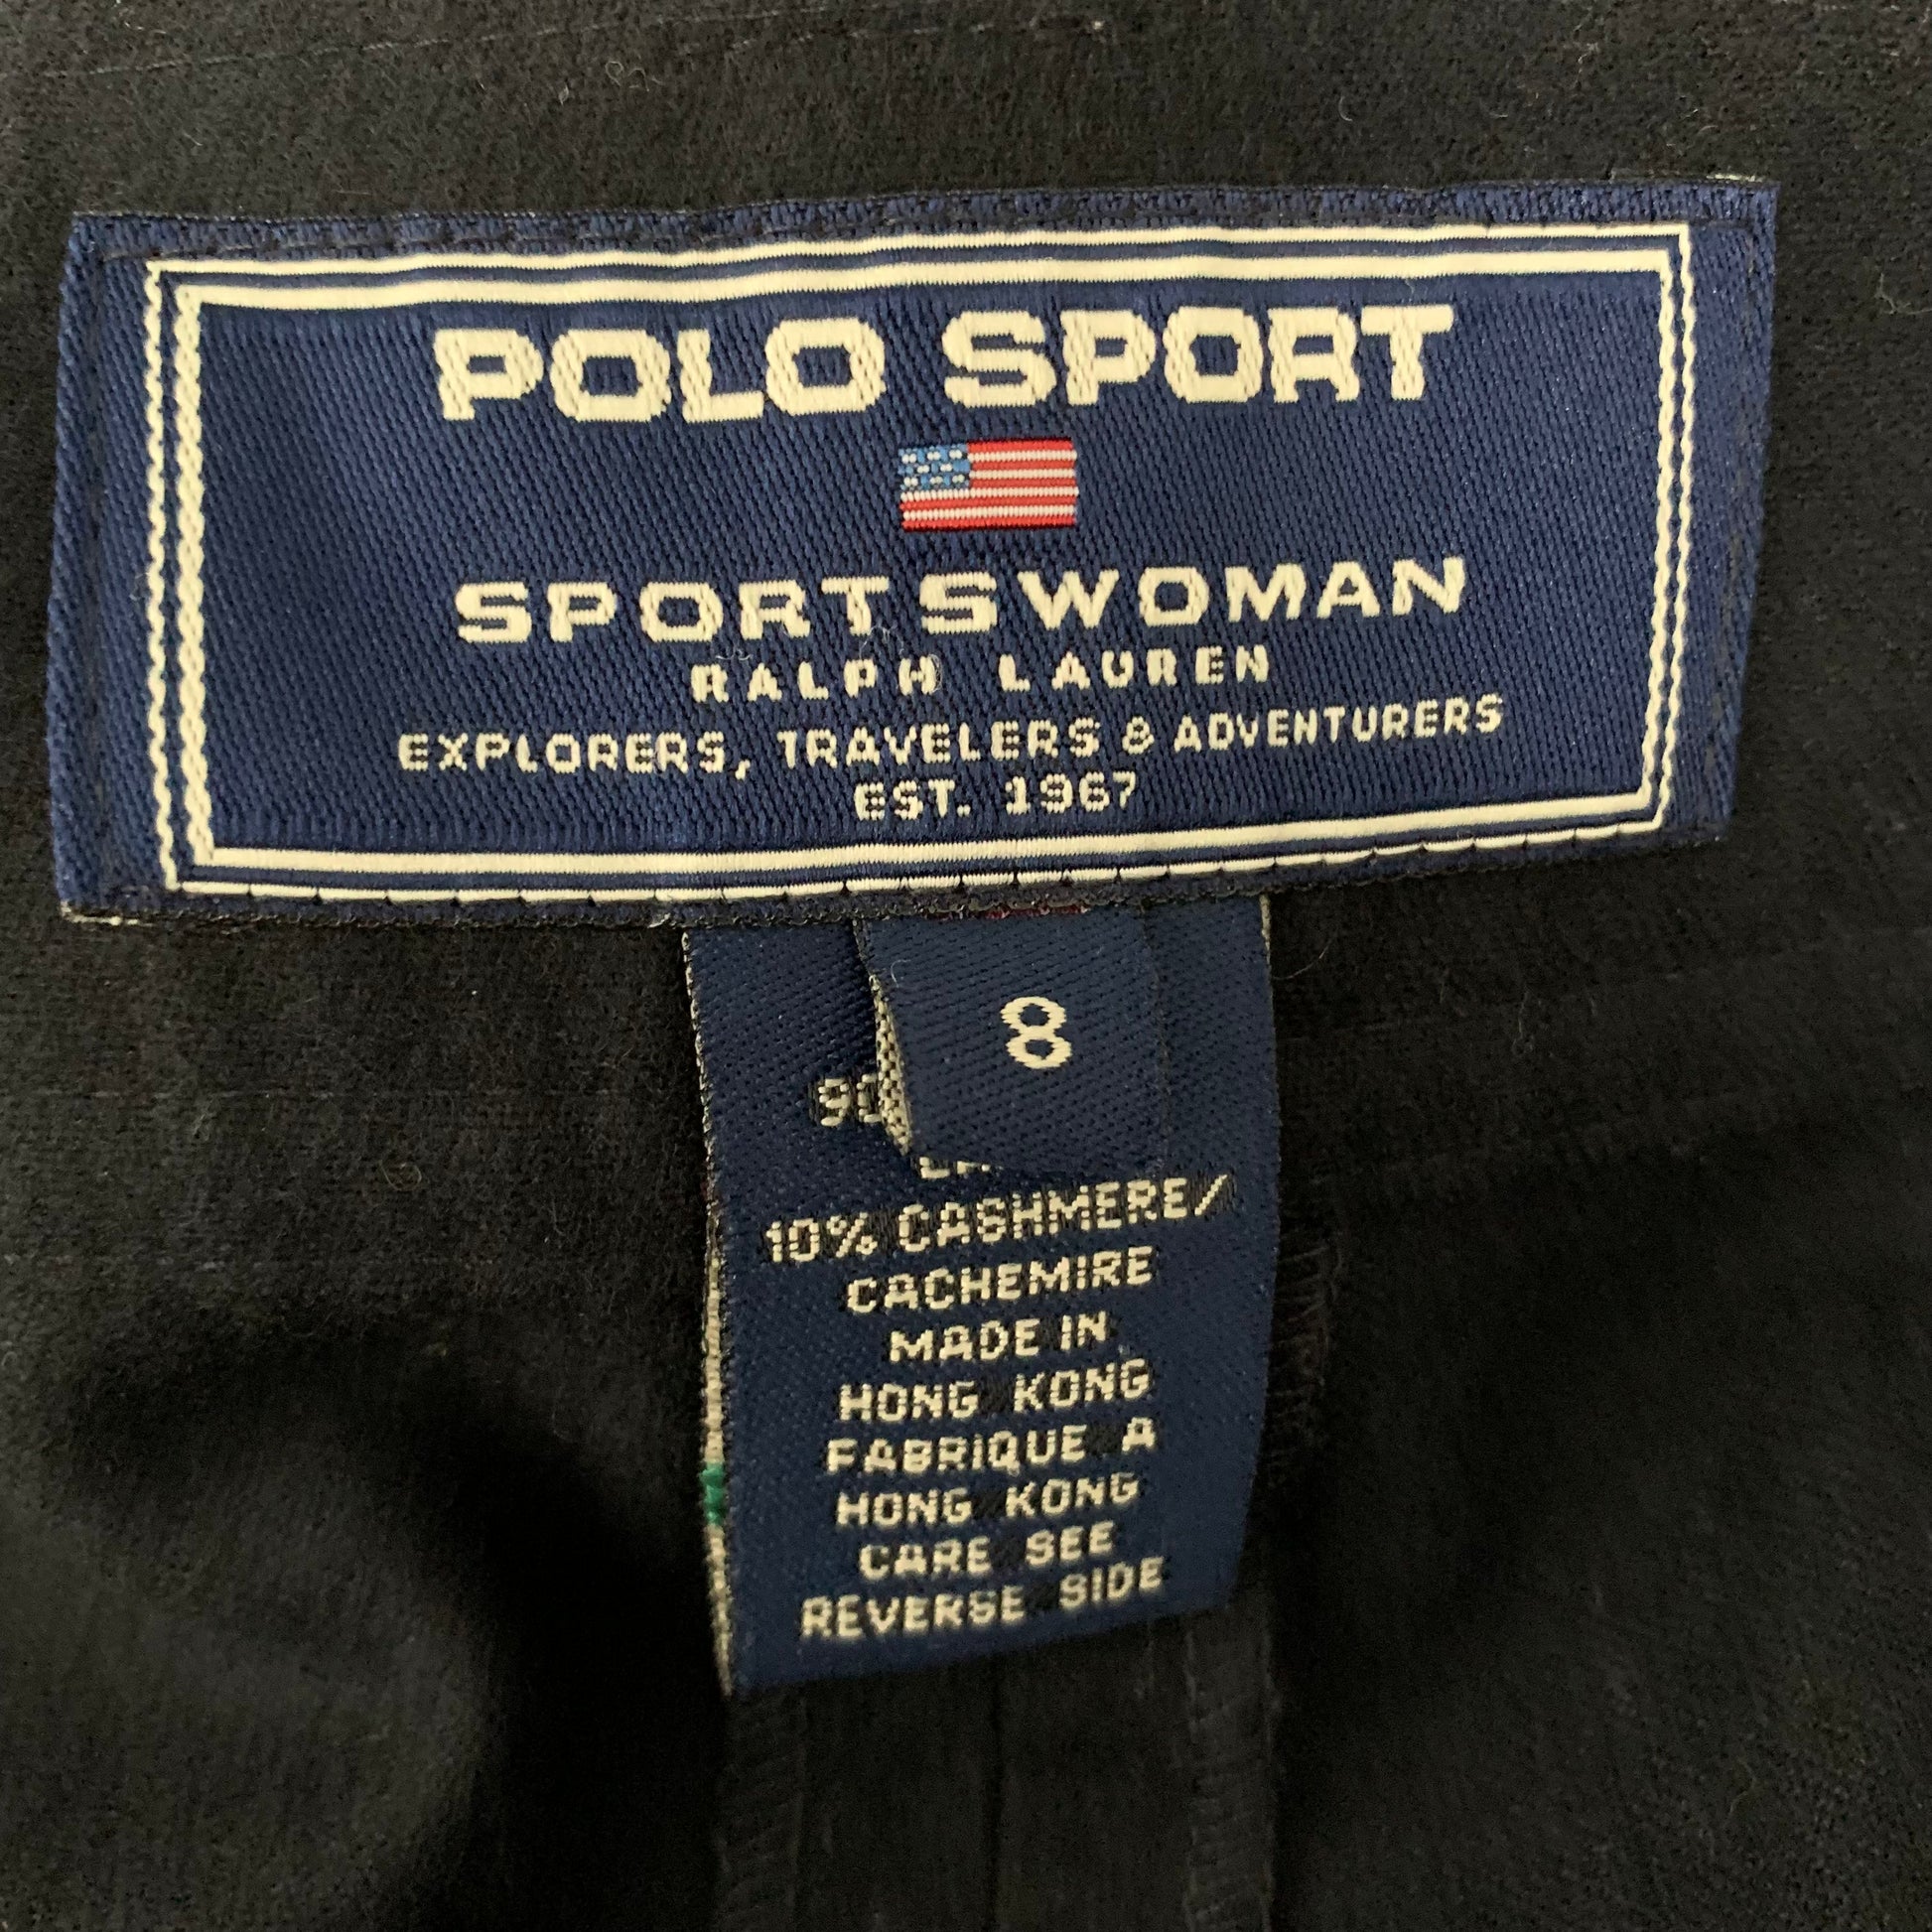 POLO SPORT
SPORTSWOMAN
RALPH LAUREN
EXPLORERS, TRAVELERS & ADVENTURERS
EST. 1967
8
10% CASHMERE/
CACHEMIRE
MADE IN
HONG KONG
FABRIQUE A
HONG KONG
CARE SEE
REVERSE SIDE